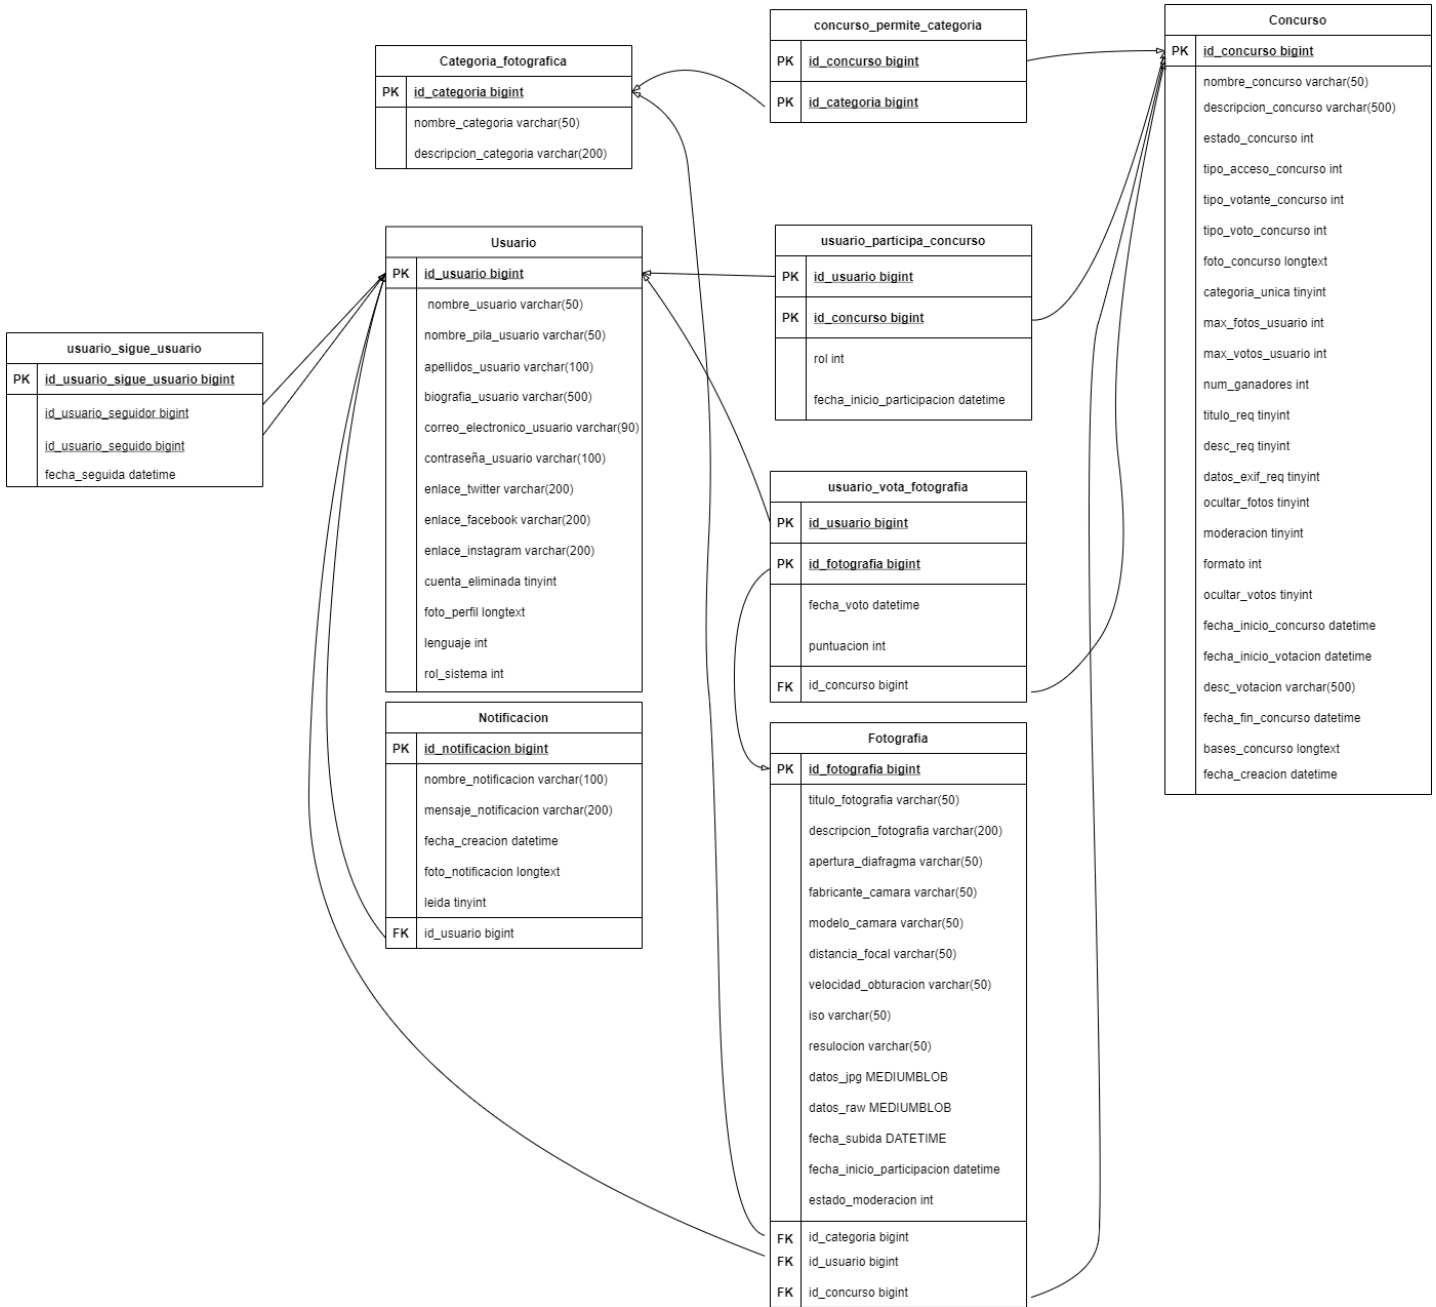 Categoria_fotografica
PK id_categoria bigint
nombre_categoria varchar(50)
descripcion_categoria varchar(200)
concurso_permite_categoria
PK id_concurso bigint
PK id_categoria bigint
Concurso
PK id_concurso bigint
nombre_concurso varchar(50)
descripcion_concurso varchar(500)
estado_concurso int
tipo_acceso_concurso int
tipo_votante_concurso int
tipo_voto_concurso int
foto_concurso longtext
categoria_unica tinyint
max_fotos_usuario int
max_votos_usuario int
num_ganadores int
titulo_req tinyint
desc_req tinyint
datos_exif_req tinyint
ocultar_fotos tinyint
moderacion tinyint
formato int
ocultar_votos tinyint
fecha_inicio_concurso datetime
fecha_inicio_votacion datetime
desc_votacion varchar(500)
fecha_fin_concurso datetime
bases_concurso longtext
fecha_creacion datetime
usuario_sigue_usuario
PK id_usuario_sigue_usuario bigint
id_usuario_seguidor bigint
id_usuario_seguido bigint
fecha_seguida datetime
Usuario
PK id_usuario bigint
nombre_usuario varchar(50)
nombre_pila_usuario varchar(50)
apellidos_usuario varchar(100)
biografia_usuario varchar(500)
correo_electronico_usuario varchar(90)
contraseña_usuario varchar(100)
enlace_twitter varchar(200)
enlace_facebook varchar(200)
enlace_instagram varchar(200)
cuenta_eliminada tinyint
foto_perfil longtext
lenguaje int
rol_sistema int
usuario_participa_concurso
PK id_usuario bigint
PK id_concurso bigint
rol int
fecha_inicio_participacion datetime
usuario_vota_fotografia
PK id_usuario bigint
PK id_fotografia bigint
fecha_voto datetime
puntuacion int
FK id_concurso bigint
Notificacion
PK id_notificacion bigint
nombre_notificacion varchar(100)
mensaje_notificacion varchar(200)
fecha_creacion datetime
foto_notificacion longtext
leida tinyint
FK id_usuario bigint
Fotografia
PK id_fotografia bigint
titulo_fotografia varchar(50)
descripcion_fotografia varchar(200)
apertura_diafragma varchar(50)
fabricante_camara varchar(50)
modelo_camara varchar(50)
distancia_focal varchar(50)
velocidad_obturacion varchar(50)
iso varchar(50)
resulocion varchar(50)
datos_jpg MEDIUMBLOB
datos_raw MEDIUMBLOB
fecha_subida DATETIME
fecha_inicio_participacion datetime
estado_moderacion int
FK id_categoria bigint
FK id_usuario bigint
FK id_concurso bigint